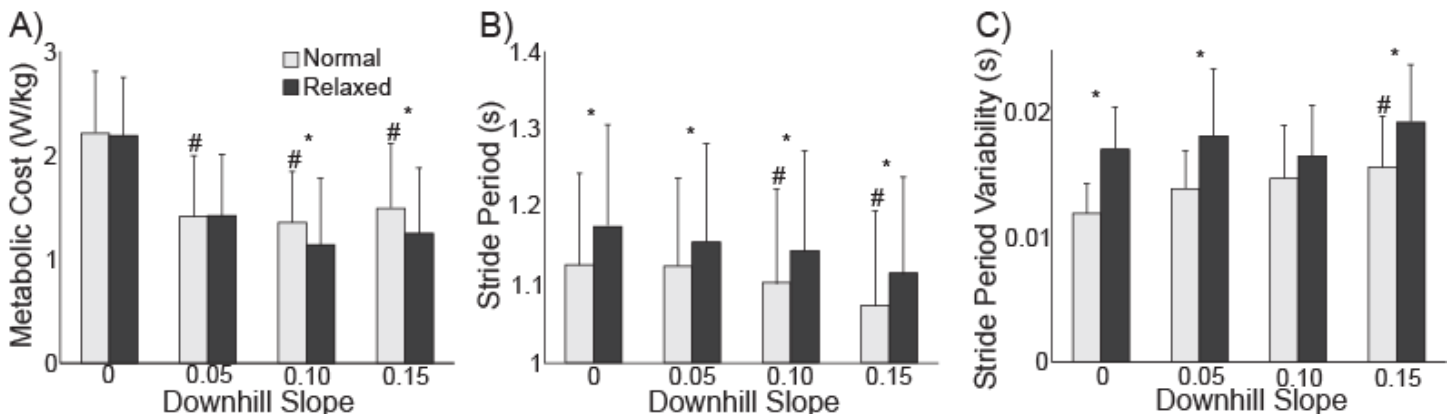 A)
Metabolic Cost (W/kg)
3
2
1
0
Normal
Relaxed
#
# *
# *
0 0.05 0.10 0.15
Downhill Slope
B)
Stride Period (s)
1.4
1.3
1.2
1.1
1
*
*
# *
# *
0 0.05 0.10 0.15
Downhill Slope
C)
Stride Period Variability (s)
0.02
0.01
0
*
*
# *
0 0.05 0.10 0.15
Downhill Slope